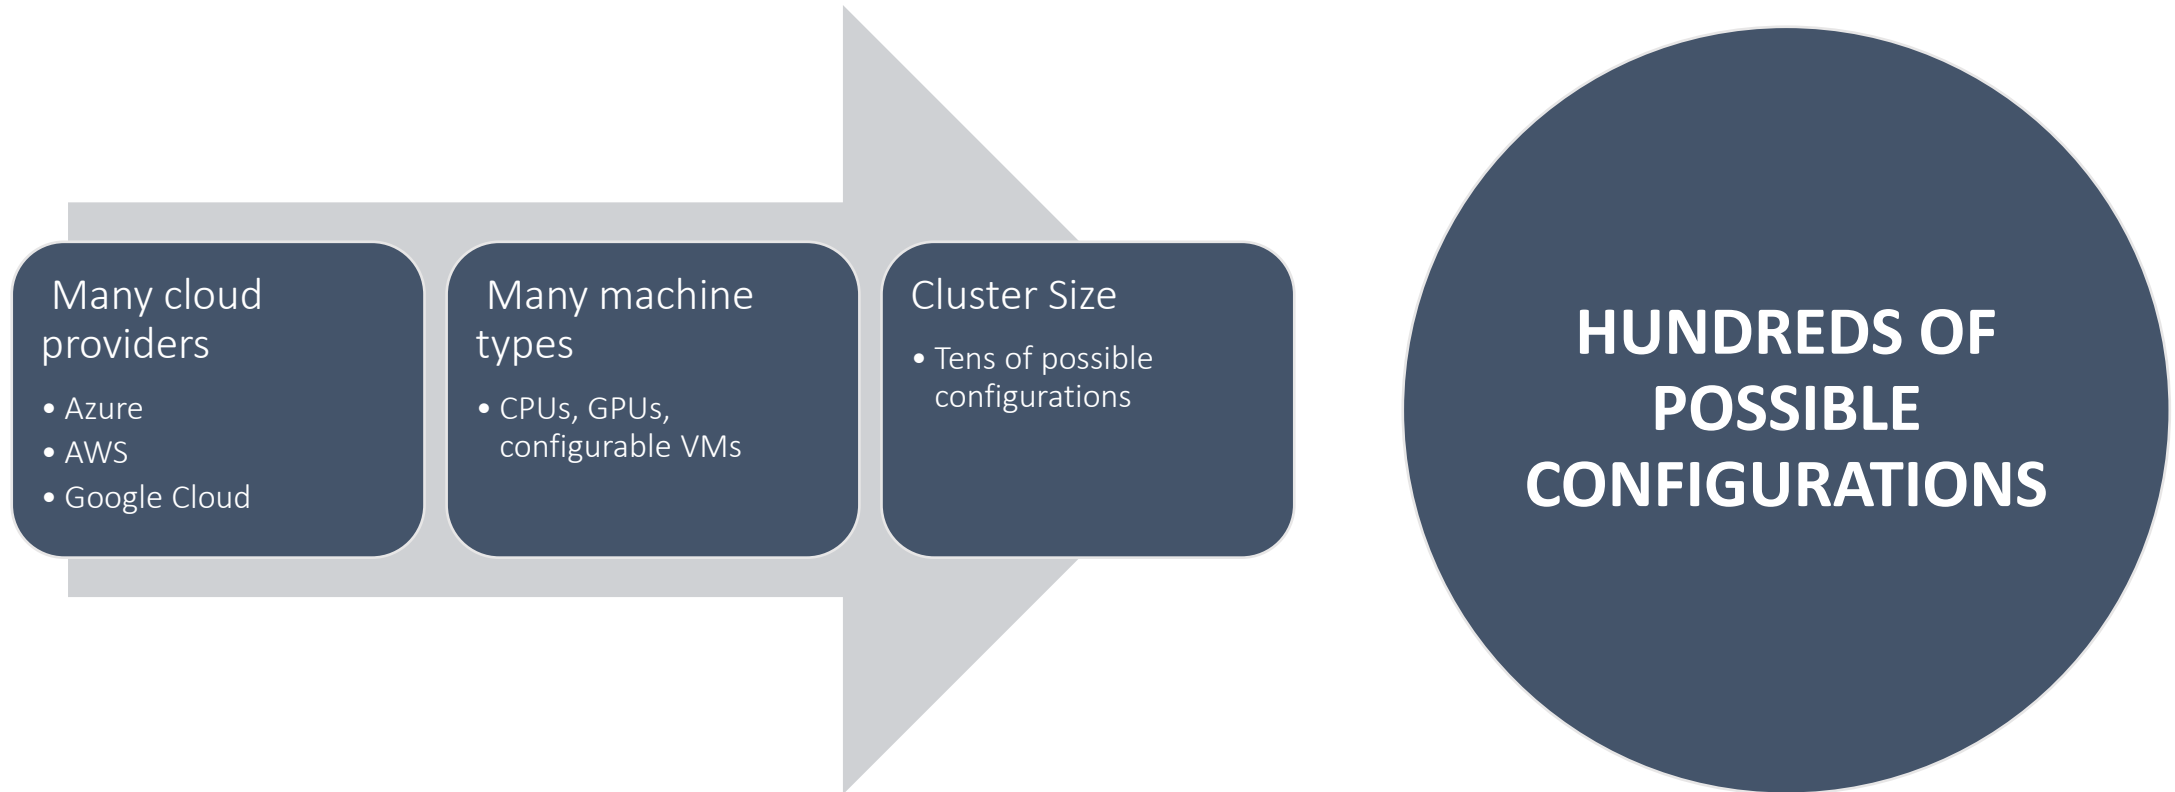 Many cloud
providers
• Azure
• AWS
• Google Cloud
Many machine
types
• CPUs, GPUs,
configurable VMs
Cluster Size
• Tens of possible
configurations
HUNDREDS OF
POSSIBLE
CONFIGURATIONS